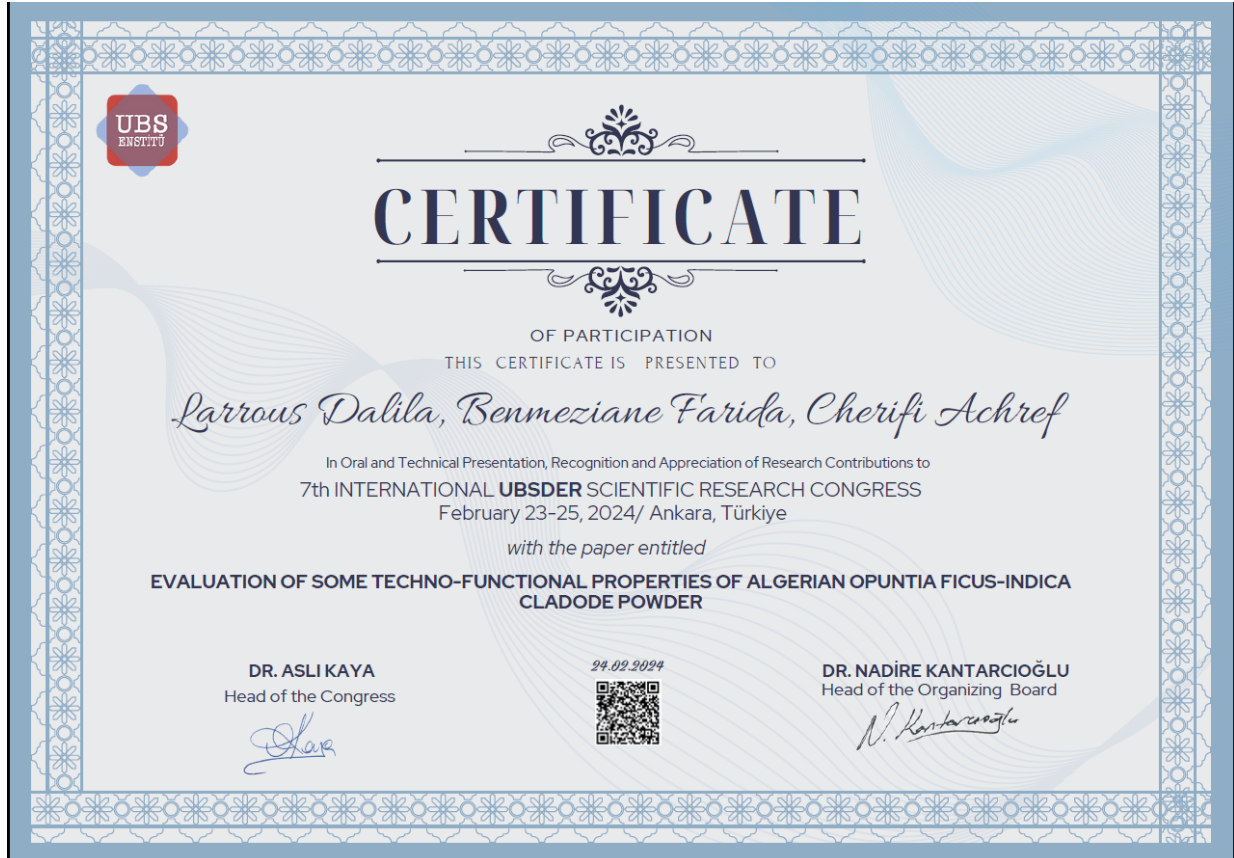 UBS
ENSTİTÜ
CERTIFICATE
OF PARTICIPATION
THIS CERTIFICATE IS PRESENTED TO
Larrous Dalila, Benmeziane Farida, Cherifi Achref
In Oral and Technical Presentation, Recognition and Appreciation of Research Contributions to
7th INTERNATIONAL UBSDER SCIENTIFIC RESEARCH CONGRESS
February 23-25, 2024/ Ankara, Türkiye
with the paper entitled
EVALUATION OF SOME TECHNO-FUNCTIONAL PROPERTIES OF ALGERIAN OPUNTIA FICUS-INDICA
CLADODE POWDER
DR. ASLI KAYA
Head of the Congress
24.02.2024
DR. NADİRE KANTARCIOĞLU
Head of the Organizing Board
N. Kantarcıoğlu